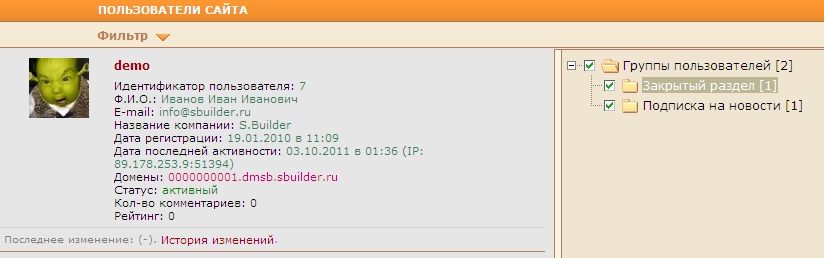 ПОЛЬЗОВАТЕЛИ САЙТА
Фильтр
demo
Идентификатор пользователя: 7
Ф.И.О.: Иванов Иван Иванович
E-mail: info@sbuilder.ru
Название компании: S.Builder
Дата регистрации: 19.01.2010 в 11:09
Дата последней активности: 03.10.2011 в 01:36 (IP:
89.178.253.9:51394)
Домены: 0000000001.dmsb.sbuilder.ru
Статус: активный
Кол-во комментариев: 0
Рейтинг: 0
Последнее изменение: (-). История изменений.
Группы пользователей [2]
Закрытый раздел [1]
Подписка на новости [1]